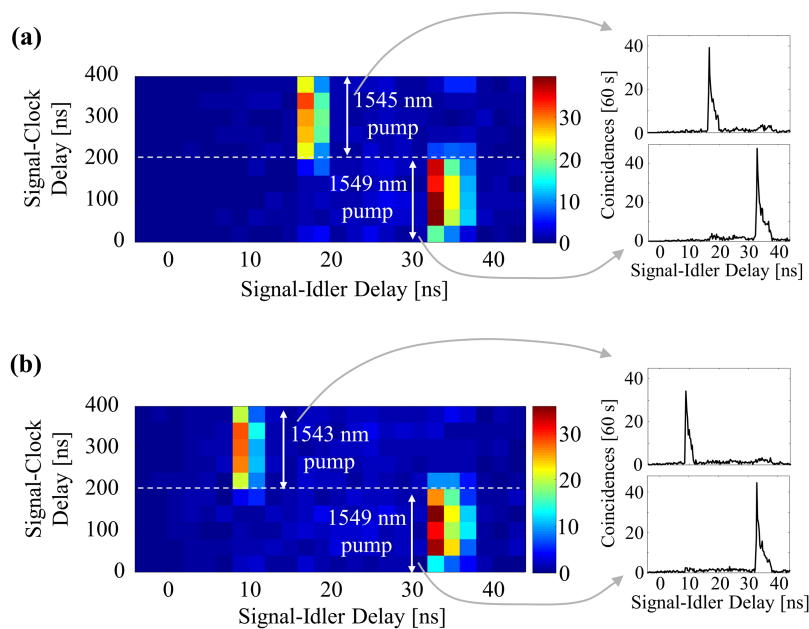 (a)
Signal-Clock
Delay [ns]
400
300
200
100
0
1545 nm
pump
1549 nm
pump
0
10
20
30
40
Signal-Idler Delay [ns]
30
20
10
0
Coincidences [60 s]
40
20
0
40
20
0
0 10 20 30 40
Signal-Idler Delay [ns]
(b)
Signal-Clock
Delay [ns]
400
300
200
100
0
1543 nm
pump
1549 nm
pump
0
10
20
30
40
Signal-Idler Delay [ns]
30
20
10
0
Coincidences [60 s]
40
20
0
40
20
0
0 10 20 30 40
Signal-Idler Delay [ns]